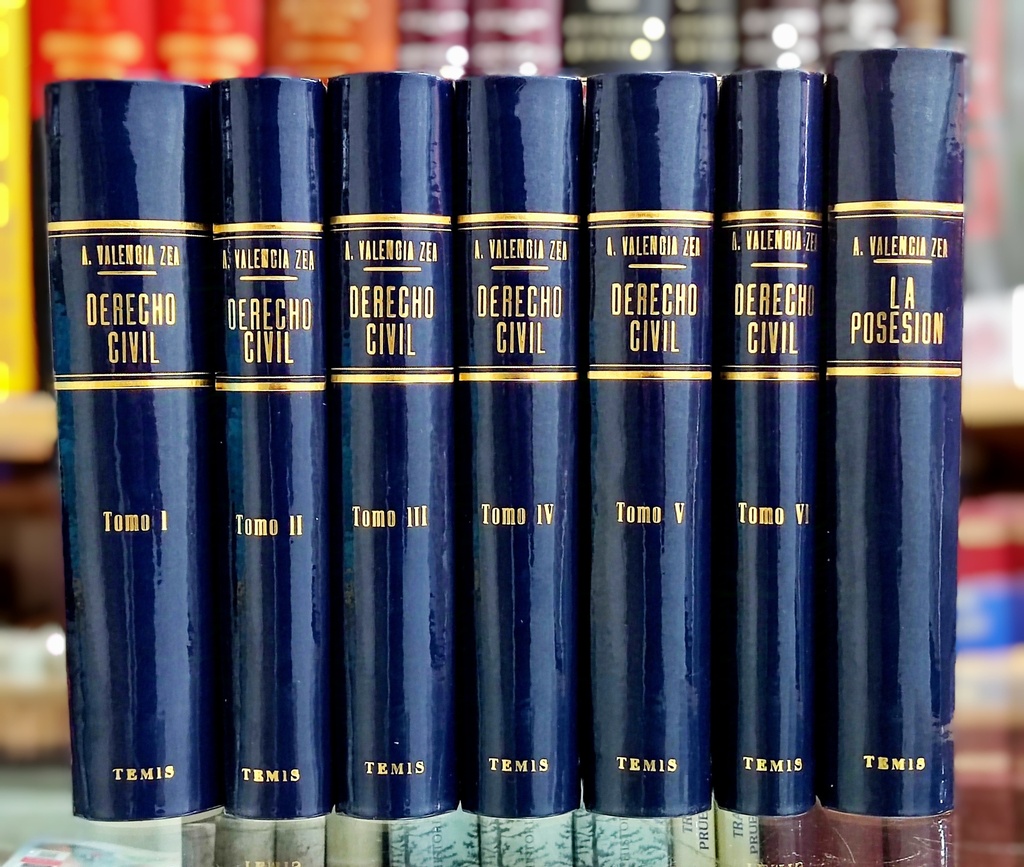 A. VALENCIA ZEA
DERECHO
CIVIL
Tomo I
TEMIS
A. VALENCIA ZEA
DERECHO
CIVIL
Tomo II
TEMIS
A. VALENCIA ZEA
DERECHO
CIVIL
Tomo III
TEMIS
A. VALENCIA ZEA
DERECHO
CIVIL
Tomo IV
TEMIS
A. VALENCIA ZEA
DERECHO
CIVIL
Tomo V
TEMIS
A. VALENCIA ZEA
DERECHO
CIVIL
Tomo VI
TEMIS
A. VALENCIA ZEA
LA
POSESION
TEMIS